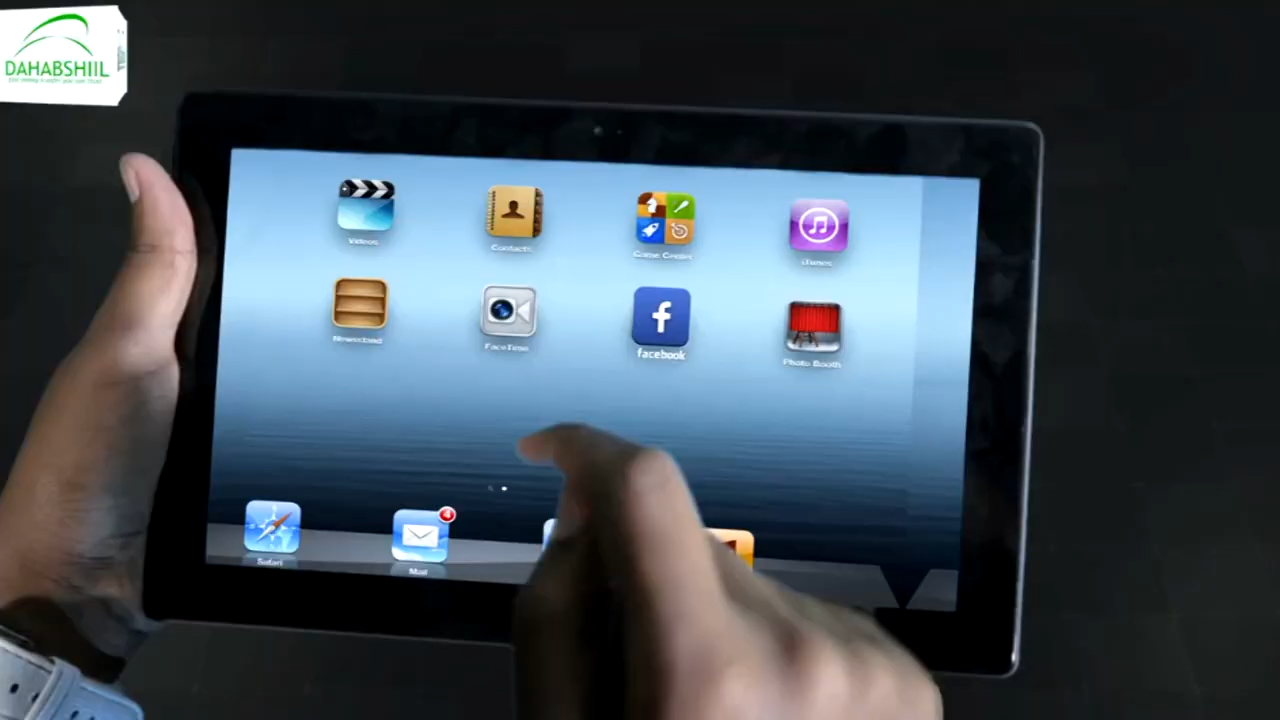 DAHABSHIIL
Videos
Contacts
Game Center
iTunes
Newsstand
FaceTime
facebook
Photo Booth
4
Safari
Mail